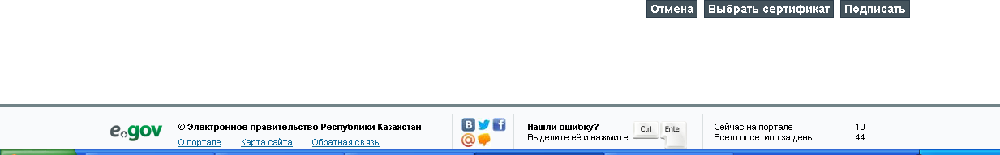 Отмена Выбрать сертификат Подписать
e.gov © Электронное правительство Республики Казахстан
О портале Карта сайта Обратная связь
Нашли ошибку?
Выделите её и нажмите Ctrl Enter
Сейчас на портале : 10
Всего посетило за день : 44